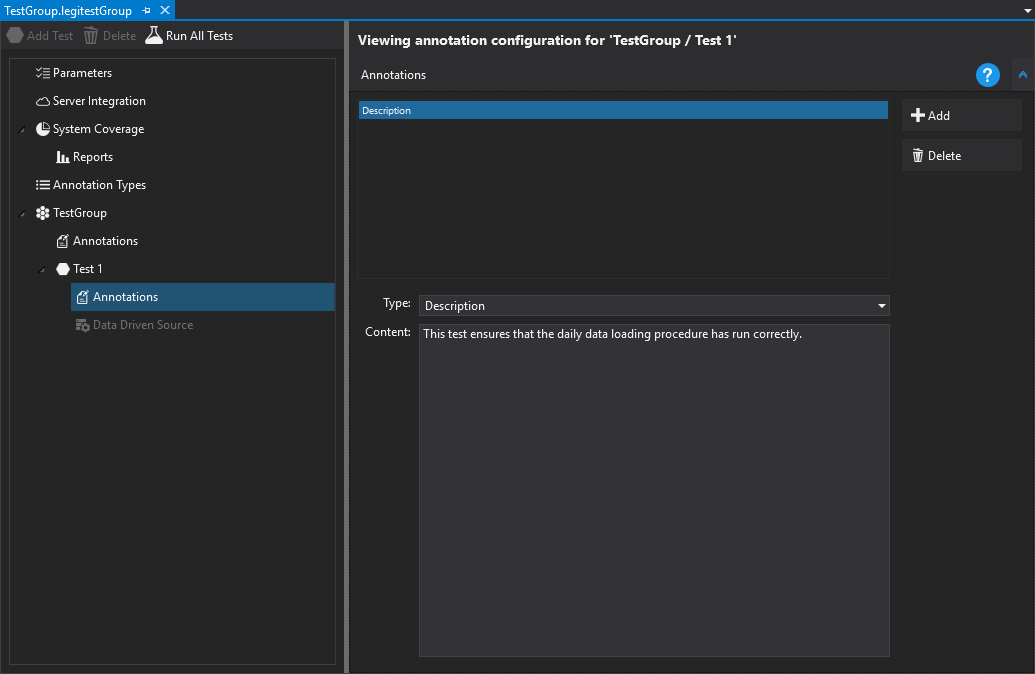 TestGroup.legitestGroup
Add Test Delete Run All Tests
Parameters
Server Integration
System Coverage
Reports
Annotation Types
TestGroup
Annotations
Test 1
Annotations
Data Driven Source
Viewing annotation configuration for 'TestGroup / Test 1'
Annotations
?
Description
Add
Delete
Type: Description
Content: This test ensures that the daily data loading procedure has run correctly.